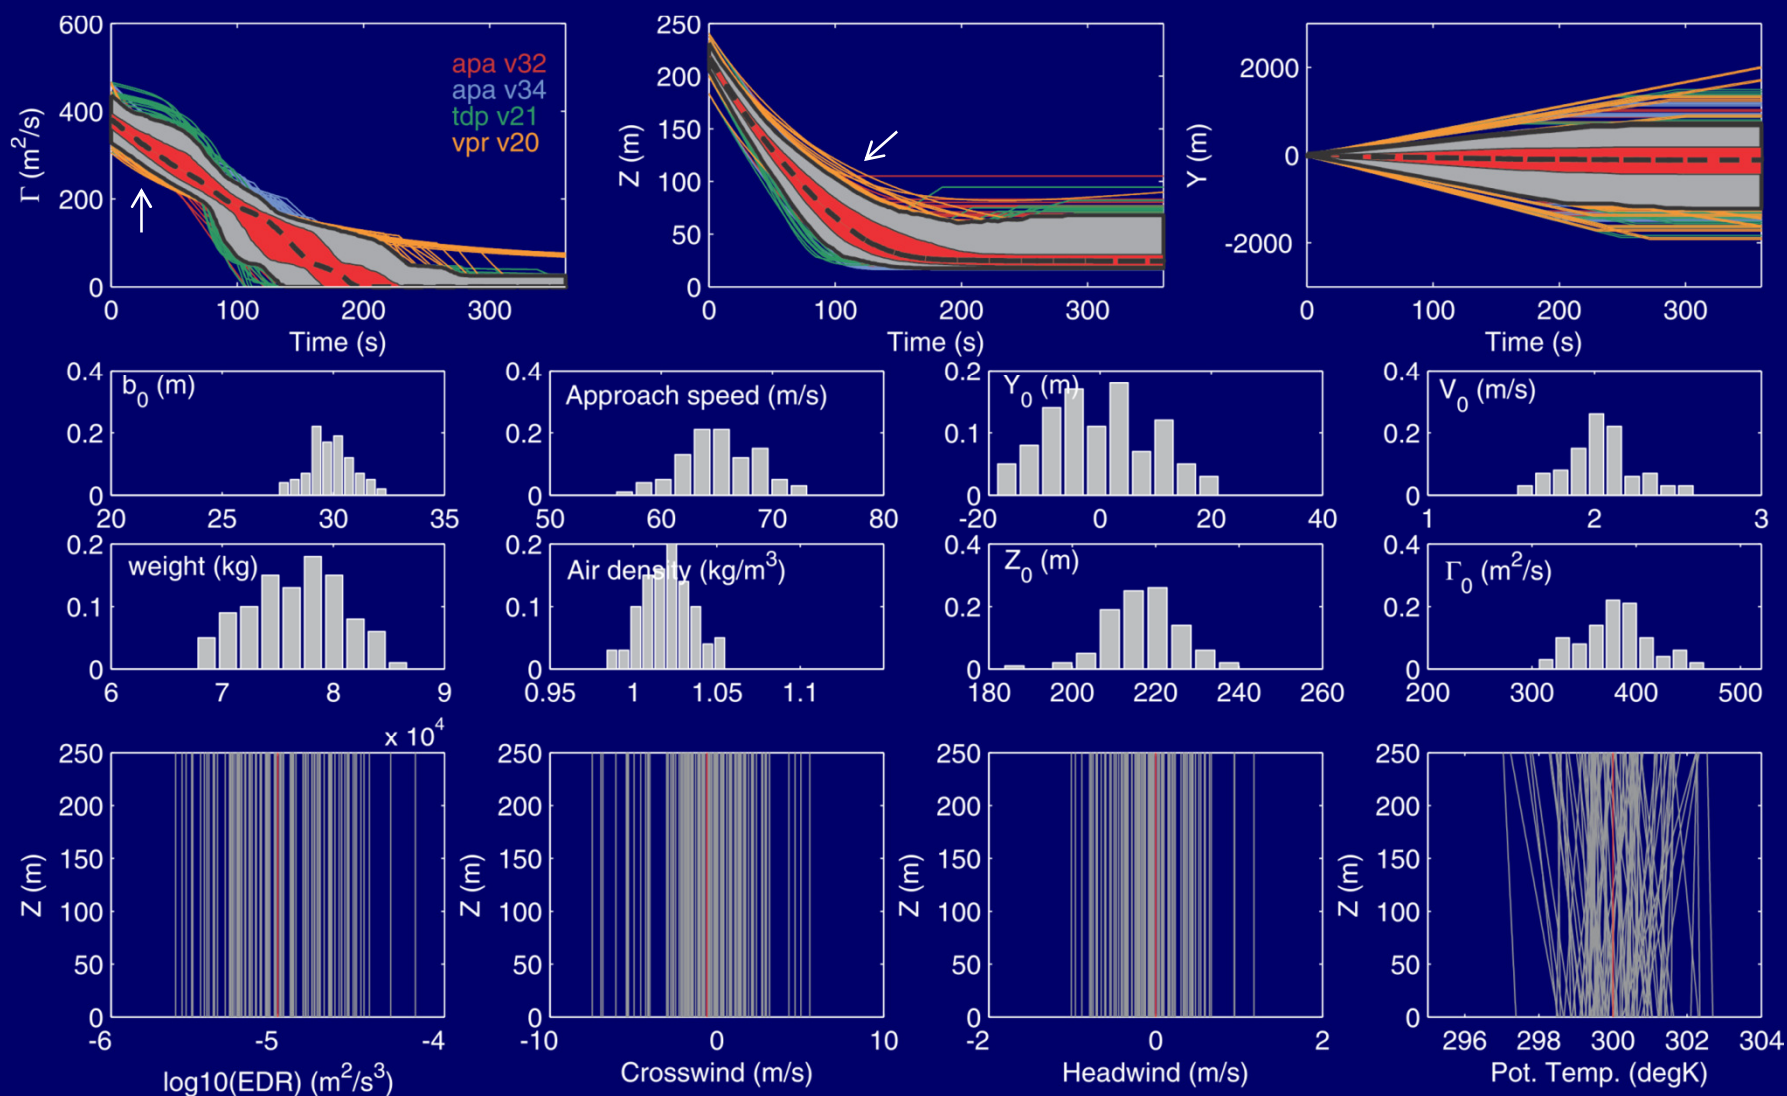 600
400
200
0
Γ (m²/s)
apa v32
apa v34
tdp v21
vpr v20
0 100 200 300
Time (s)
250
200
150
100
50
0
Z (m)
0 100 200 300
Time (s)
2000
0
-2000
Y (m)
0 100 200 300
Time (s)
0.4
0.2
0
b₀ (m)
20 25 30 35
0.4
0.2
0
Approach speed (m/s)
50 60 70 80
0.2
0.1
0
Y₀ (m)
-20 0 20 40
0.4
0.2
0
V₀ (m/s)
1 2 3
0.2
0.1
0
weight (kg)
6 7 8 9
x 10⁴
0.2
0.1
0
Air density (kg/m³)
0.95 1 1.05 1.1
0.4
0.2
0
Z₀ (m)
180 200 220 240 260
0.4
0.2
0
Γ₀ (m²/s)
200 300 400 500
250
200
150
100
50
0
Z (m)
-6 -5 -4
log10(EDR) (m²/s³)
250
200
150
100
50
0
Z (m)
-10 0 10
Crosswind (m/s)
250
200
150
100
50
0
Z (m)
-2 0 2
Headwind (m/s)
250
200
150
100
50
0
Z (m)
296 298 300 302 304
Pot. Temp. (degK)